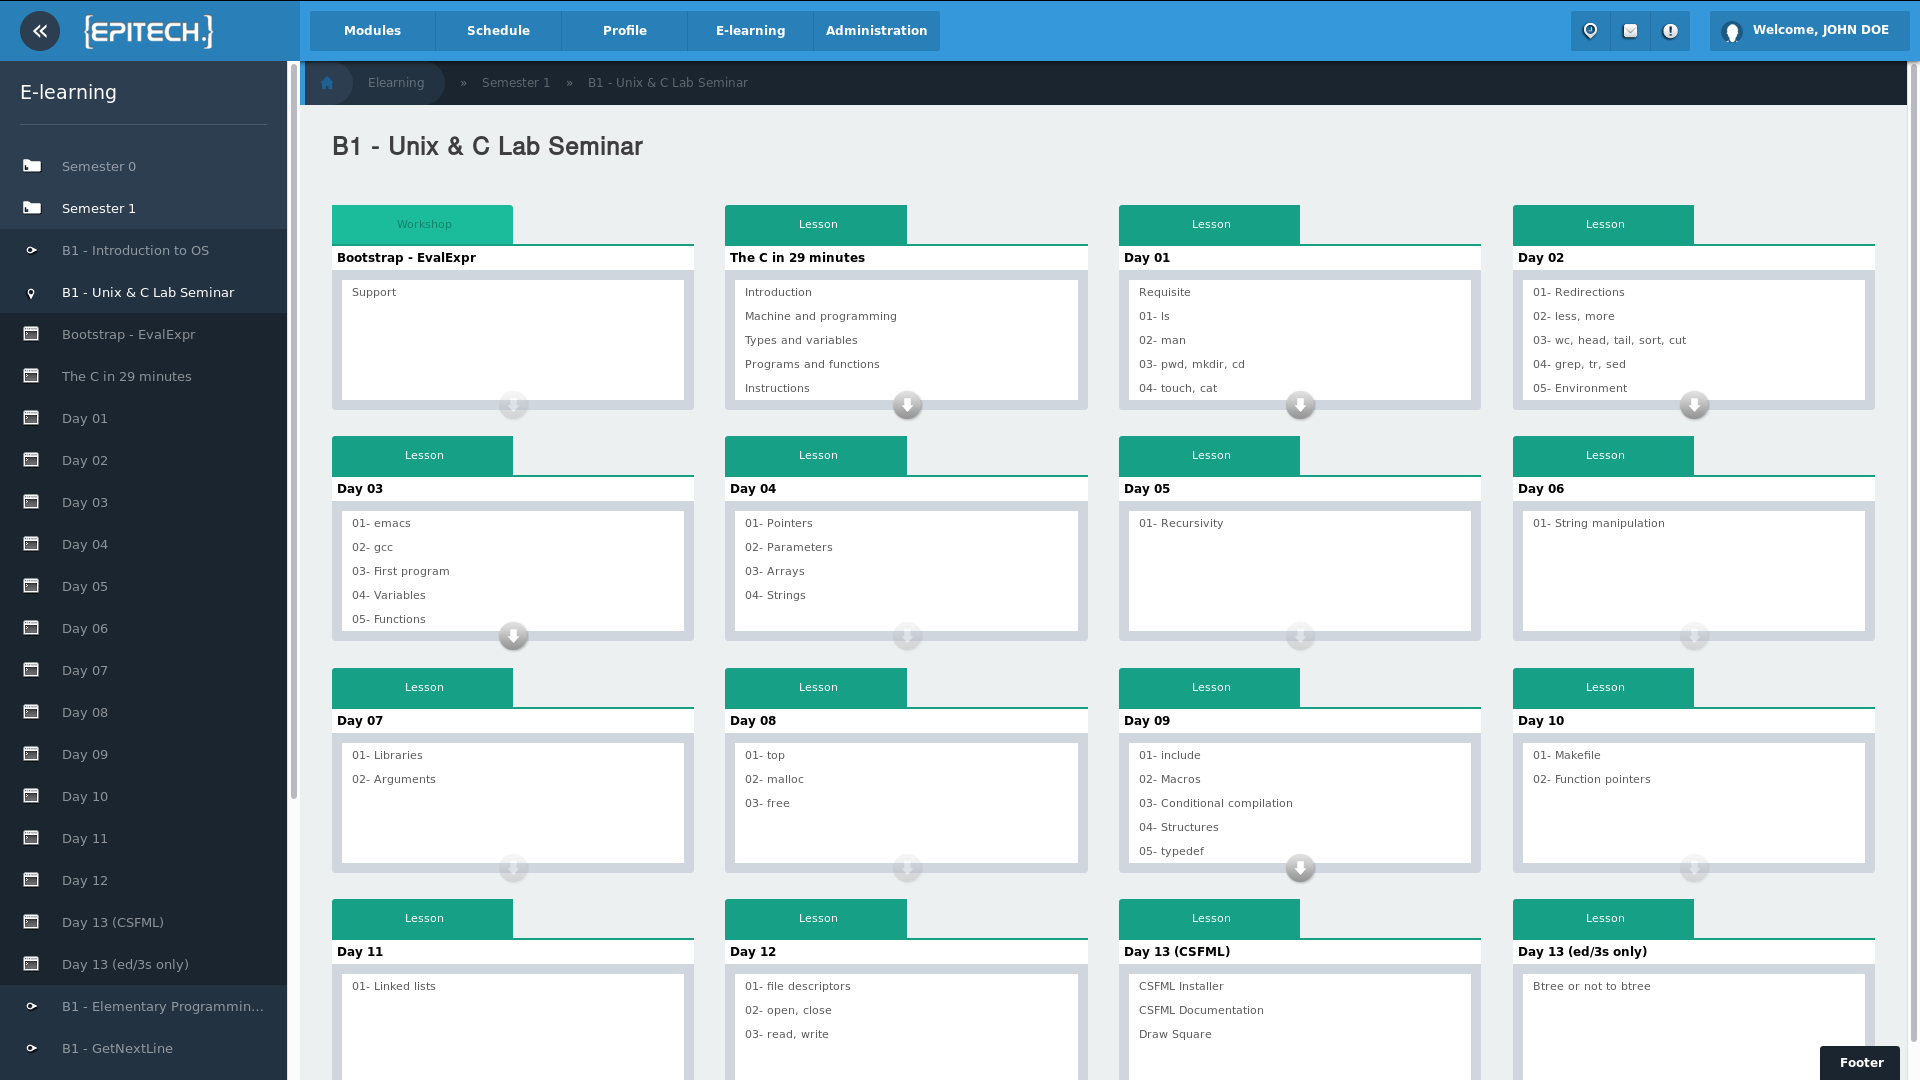 {EPITECH.}
Modules
Schedule
Profile
E-learning
Administration
Welcome, JOHN DOE
E-learning
Semester 0
Semester 1
B1 - Introduction to OS
B1 - Unix & C Lab Seminar
Bootstrap - EvalExpr
The C in 29 minutes
Day 01
Day 02
Day 03
Day 04
Day 05
Day 06
Day 07
Day 08
Day 09
Day 10
Day 11
Day 12
Day 13 (CSFML)
Day 13 (ed/3s only)
B1 - Elementary Programmin...
B1 - GetNextLine
Elearning » Semester 1 » B1 - Unix & C Lab Seminar
B1 - Unix & C Lab Seminar
Workshop
Bootstrap - EvalExpr
Support
Lesson
The C in 29 minutes
Introduction
Machine and programming
Types and variables
Programs and functions
Instructions
Lesson
Day 01
Requisite
01- ls
02- man
03- pwd, mkdir, cd
04- touch, cat
Lesson
Day 02
01- Redirections
02- less, more
03- wc, head, tail, sort, cut
04- grep, tr, sed
05- Environment
Lesson
Day 03
01- emacs
02- gcc
03- First program
04- Variables
05- Functions
Lesson
Day 04
01- Pointers
02- Parameters
03- Arrays
04- Strings
Lesson
Day 05
01- Recursivity
Lesson
Day 06
01- String manipulation
Lesson
Day 07
01- Libraries
02- Arguments
Lesson
Day 08
01- top
02- malloc
03- free
Lesson
Day 09
01- include
02- Macros
03- Conditional compilation
04- Structures
05- typedef
Lesson
Day 10
01- Makefile
02- Function pointers
Lesson
Day 11
01- Linked lists
Lesson
Day 12
01- file descriptors
02- open, close
03- read, write
Lesson
Day 13 (CSFML)
CSFML Installer
CSFML Documentation
Draw Square
Lesson
Day 13 (ed/3s only)
Btree or not to btree
Footer